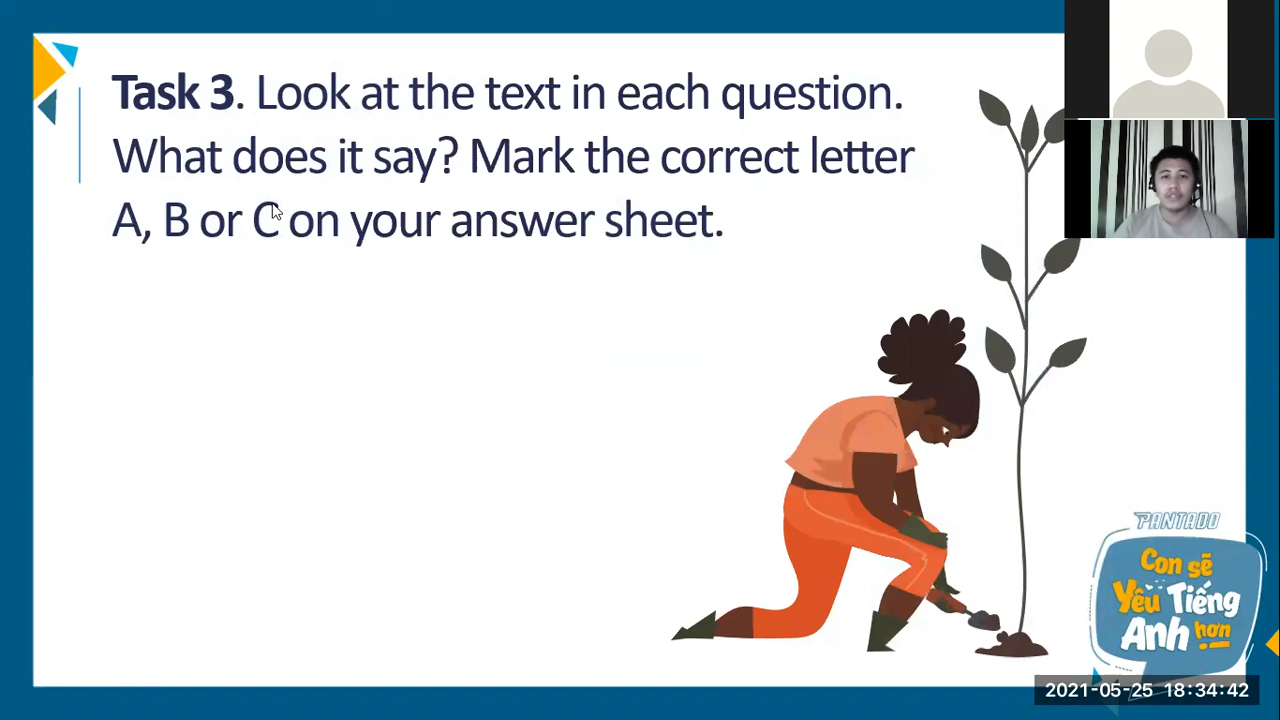 Task 3. Look at the text in each question.
What does it say? Mark the correct letter
A, B or C on your answer sheet.
PANTADO
Con sẽ
Yêu Tiếng
Anh hơn
2021-05-25 18:34:42